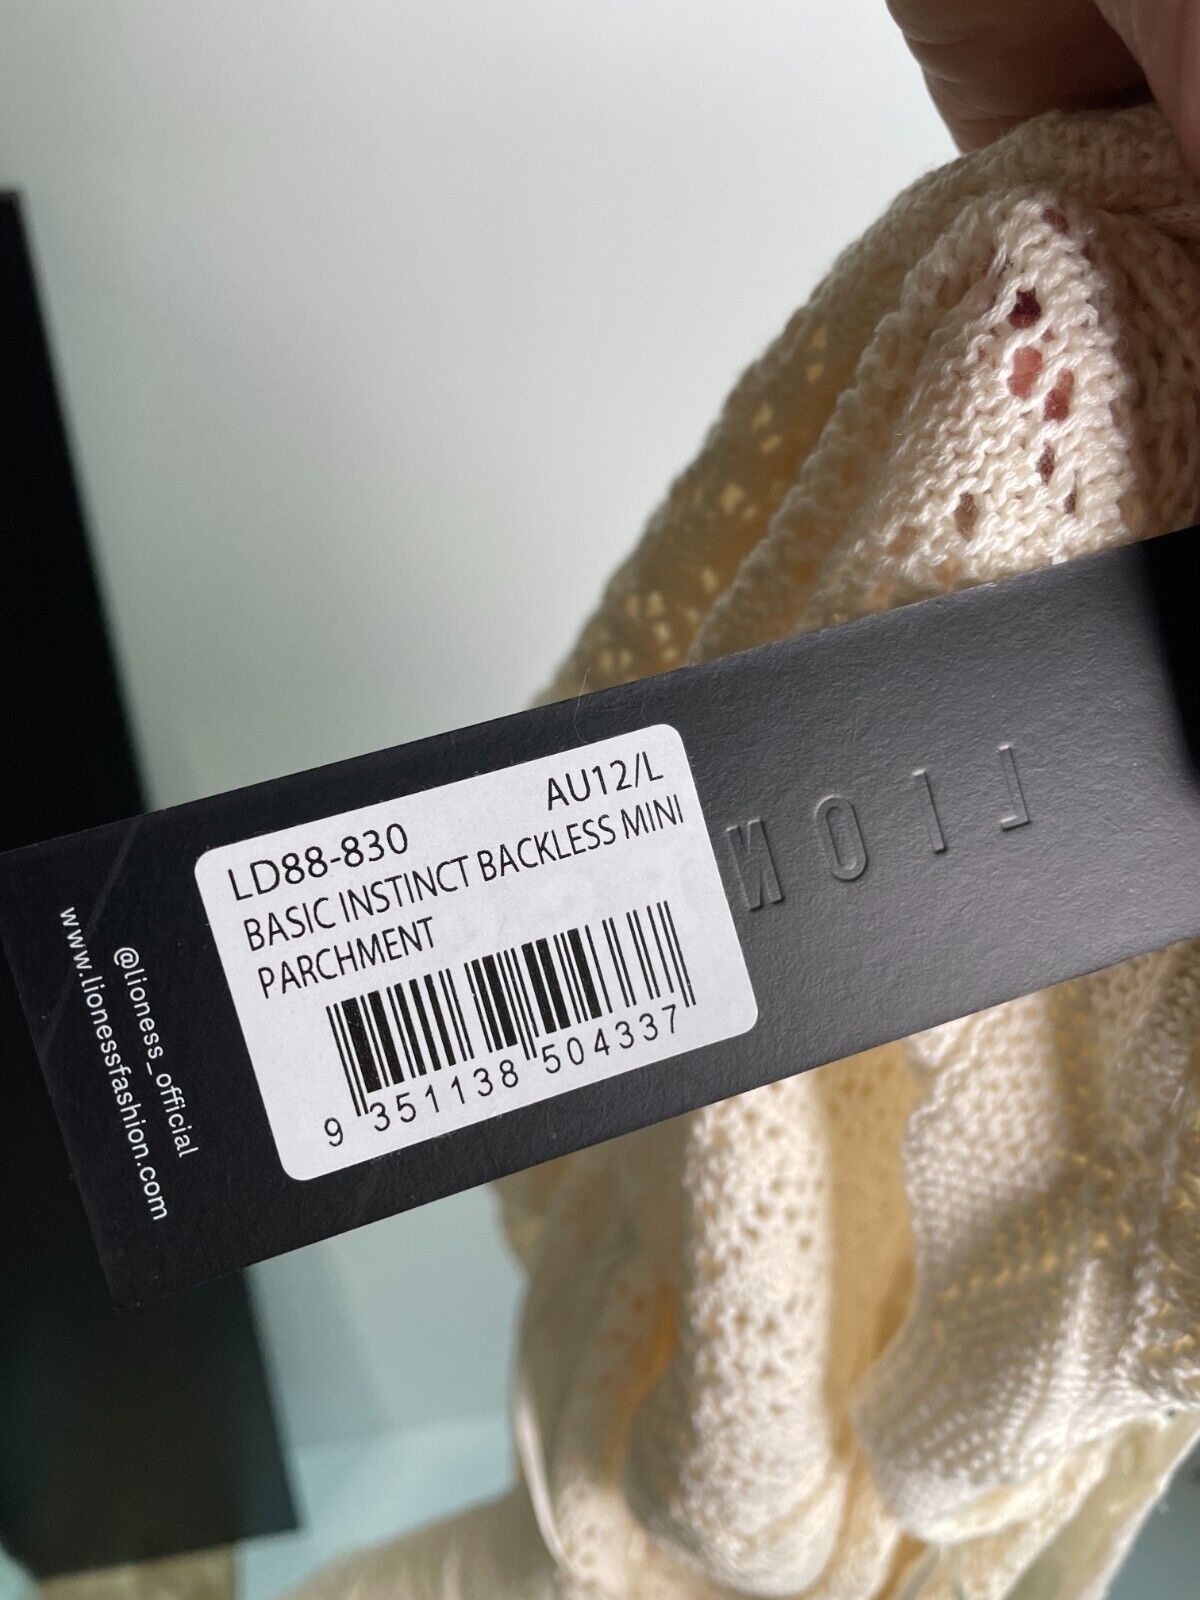 LD88-830 AU12/L
BASIC INSTINCT BACKLESS MINI
PARCHMENT
9 351138 504337
@lioness_official
www.lionessfashion.com
LION